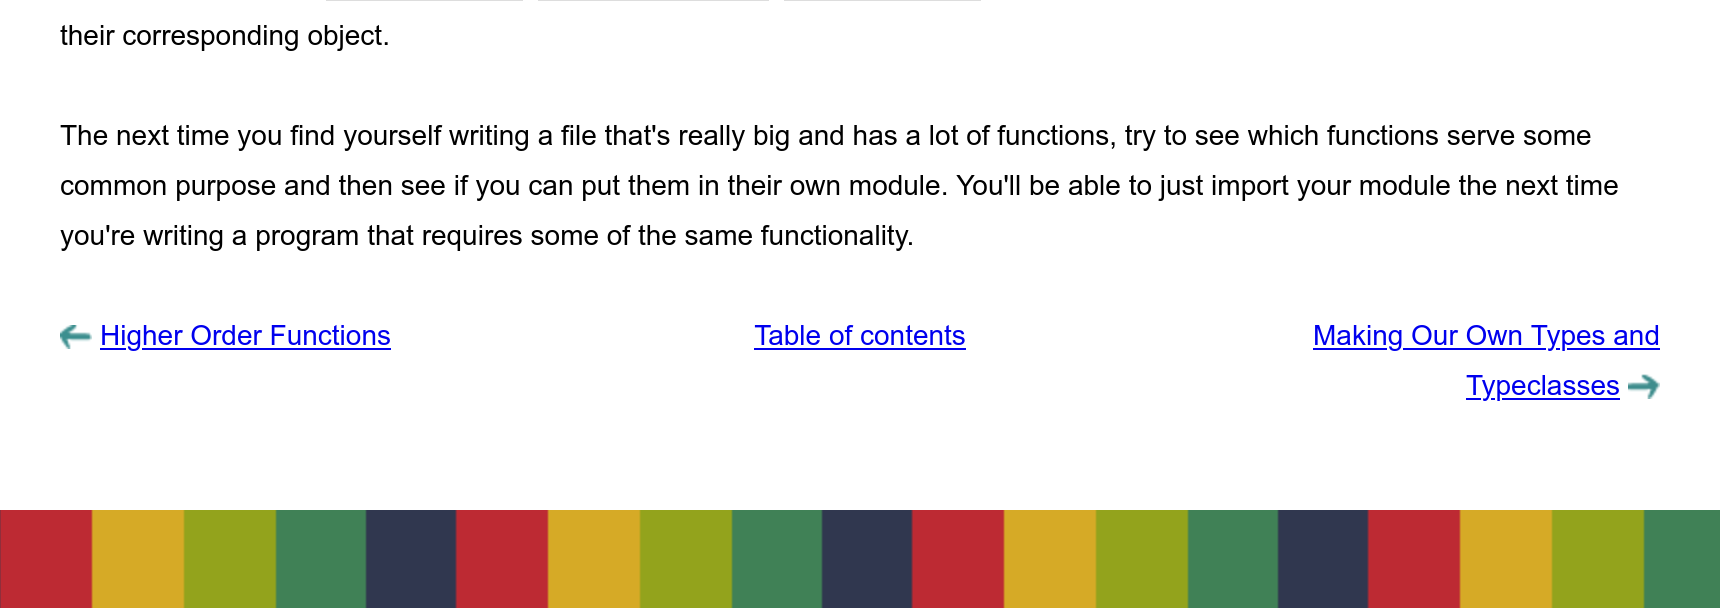 their corresponding object.
The next time you find yourself writing a file that's really big and has a lot of functions, try to see which functions serve some
common purpose and then see if you can put them in their own module. You'll be able to just import your module the next time
you're writing a program that requires some of the same functionality.
Higher Order Functions
Table of contents
Making Our Own Types and
Typeclasses